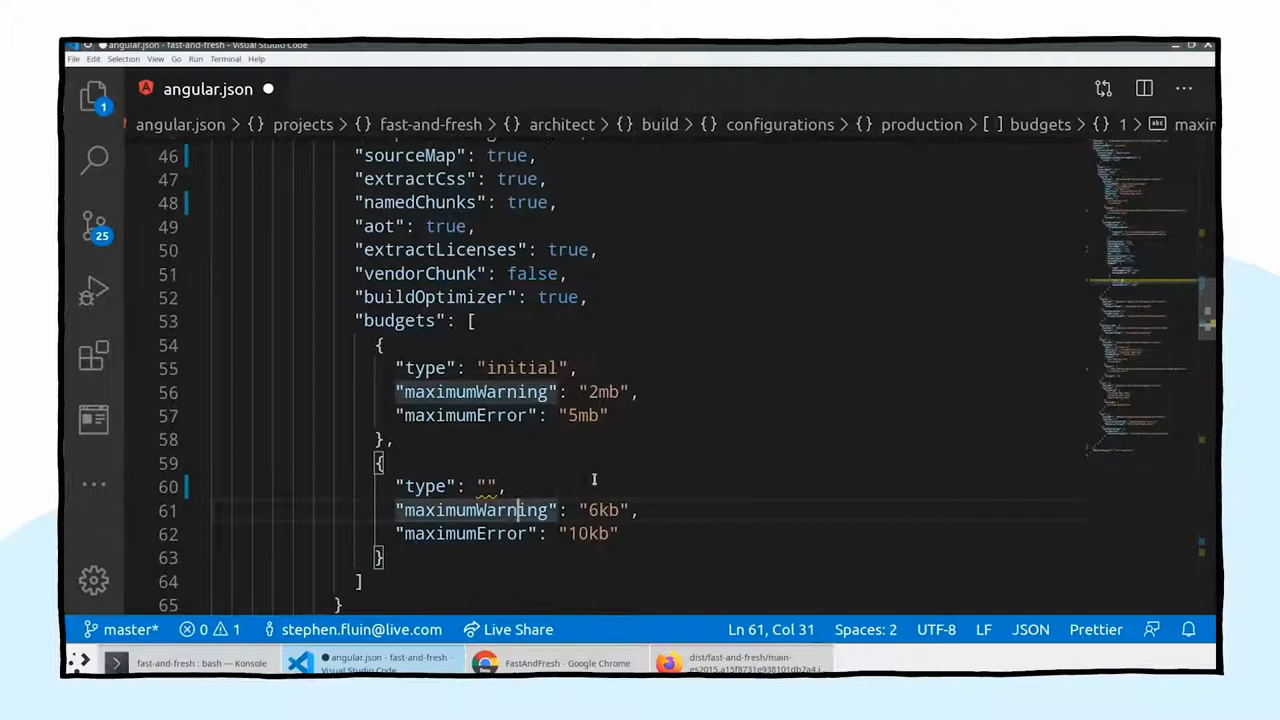 angular.json - fast-and-fresh - Visual Studio Code
File Edit Selection View Go Run Terminal Help
1
angular.json
angular.json > {} projects > {} fast-and-fresh > {} architect > {} build > {} configurations > {} production > [ ] budgets > {} 1 > abc maxim
46 "sourceMap": true,
47 "extractCss": true,
48 "namedChunks": true,
49 "aot": true,
50 "extractLicenses": true,
51 "vendorChunk": false,
52 "buildOptimizer": true,
53 "budgets": [
54 {
55 "type": "initial",
56 "maximumWarning": "2mb",
57 "maximumError": "5mb"
58 },
59 {
60 "type": "",
61 "maximumWarning": "6kb",
62 "maximumError": "10kb"
63 }
64 ]
65 }
25
master* 0 1 stephen.fluin@live.com Live Share Ln 61, Col 31 Spaces: 2 UTF-8 LF JSON Prettier
fast-and-fresh : bash — Konsole
angular.json - fast-and-fresh -
Visual Studio Code
FastAndFresh - Google Chrome
dist/fast-and-fresh/main-
es2015.a15f8731e938101db7a4.j...